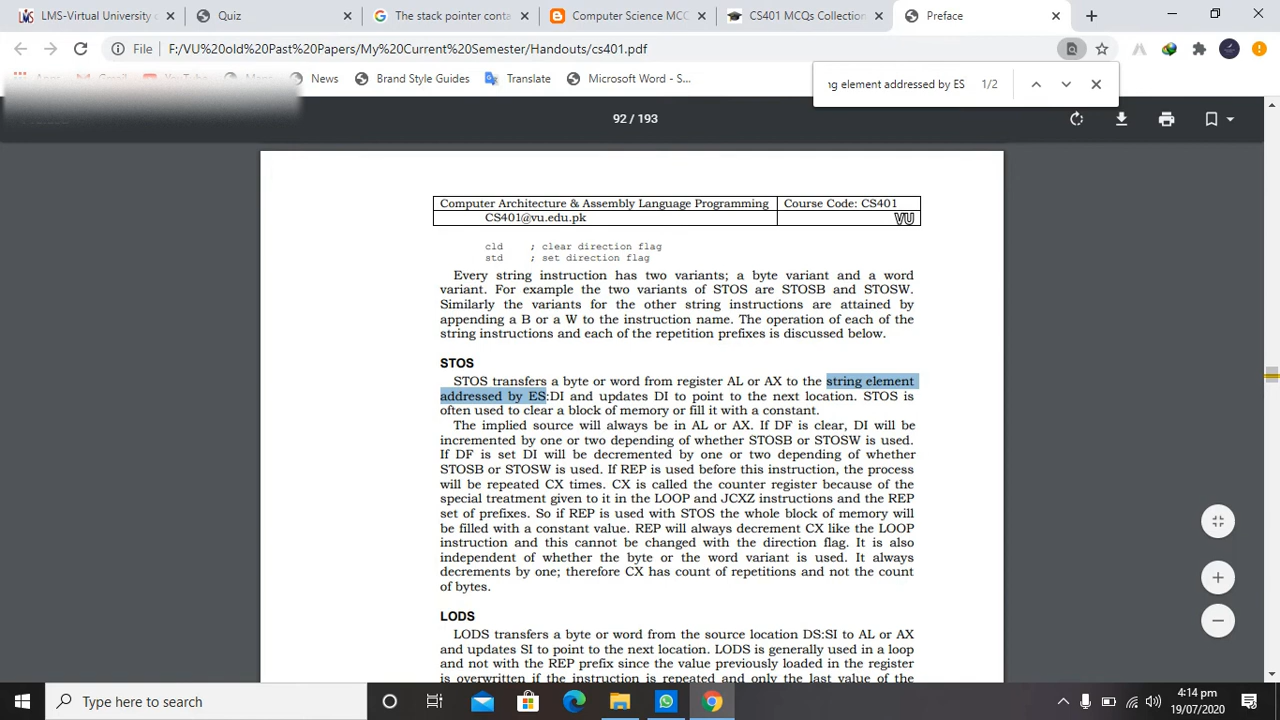 LMS-Virtual University o
Quiz
The stack pointer conta
Computer Science MCC
CS401 MCQs Collection
Preface
File
F:/VU%20old%20Past%20Papers/My%20Current%20Semester/Handouts/cs401.pdf
News
Brand Style Guides
Translate
Microsoft Word - S...
ng element addressed by ES
1/2
92 / 193
Computer Architecture & Assembly Language Programming
Course Code: CS401
CS401@vu.edu.pk
VU
cld ; clear direction flag
std ; set direction flag
Every string instruction has two variants; a byte variant and a word
variant. For example the two variants of STOS are STOSB and STOSW.
Similarly the variants for the other string instructions are attained by
appending a B or a W to the instruction name. The operation of each of the
string instructions and each of the repetition prefixes is discussed below.
STOS
STOS transfers a byte or word from register AL or AX to the string element
addressed by ES:DI and updates DI to point to the next location. STOS is
often used to clear a block of memory or fill it with a constant.
The implied source will always be in AL or AX. If DF is clear, DI will be
incremented by one or two depending of whether STOSB or STOSW is used.
If DF is set DI will be decremented by one or two depending of whether
STOSB or STOSW is used. If REP is used before this instruction, the process
will be repeated CX times. CX is called the counter register because of the
special treatment given to it in the LOOP and JCXZ instructions and the REP
set of prefixes. So if REP is used with STOS the whole block of memory will
be filled with a constant value. REP will always decrement CX like the LOOP
instruction and this cannot be changed with the direction flag. It is also
independent of whether the byte or the word variant is used. It always
decrements by one; therefore CX has count of repetitions and not the count
of bytes.
LODS
LODS transfers a byte or word from the source location DS:SI to AL or AX
and updates SI to point to the next location. LODS is generally used in a loop
and not with the REP prefix since the value previously loaded in the register
is overwritten if the instruction is repeated and only the last value of the
Type here to search
4:14 pm
19/07/2020